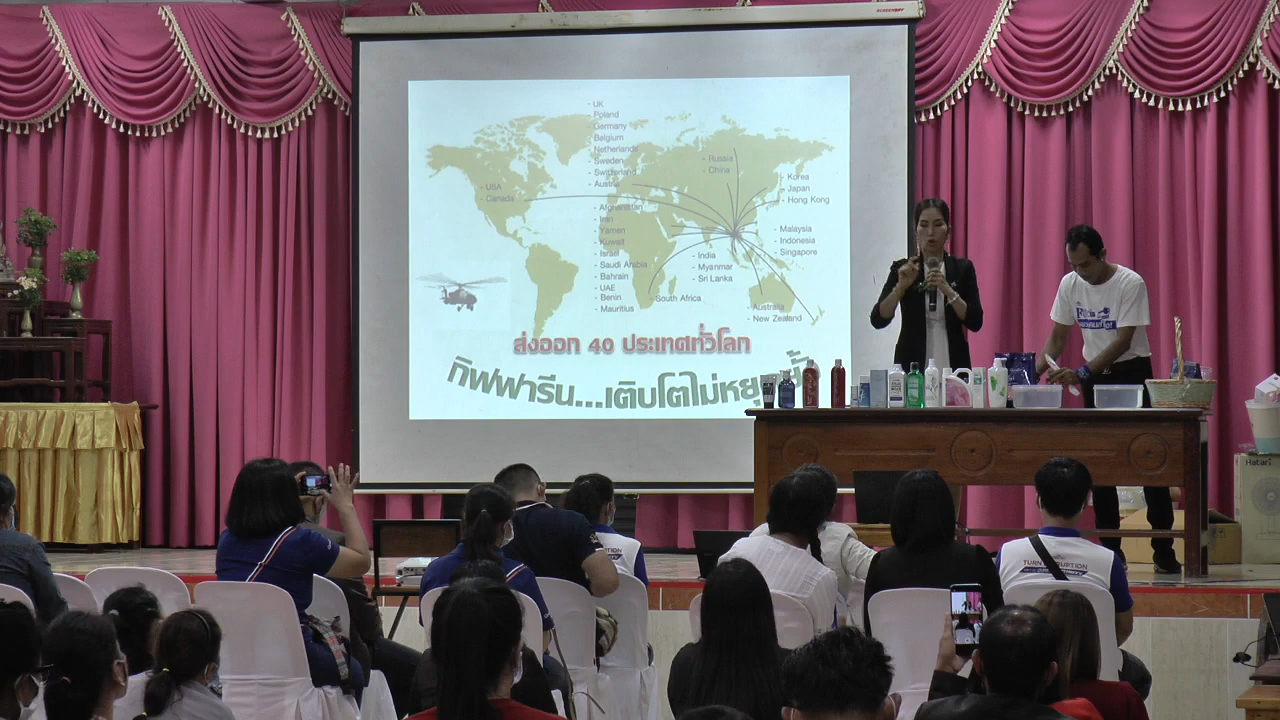 - UK
- Poland
- Germany
- Belgium
- Netherlands
- Sweden
- Switzerland
- Austria
- USA
- Canada
- Russia
- China
- Korea
- Japan
- Hong Kong
- Afghanistan
- Iran
- Yamen
- Kuwait
- Israel
- Saudi Arabia
- Bahrain
- UAE
- Benin
- Mauritius
- Malaysia
- Indonesia
- Singapore
- India
- Myanmar
- Sri Lanka
- South Africa
- Australia
- New Zealand
ส่งออก 40 ประเทศทั่วโลก
กิฟฟารีน...เติบโตไม่หยุดยั้ง
Hatari